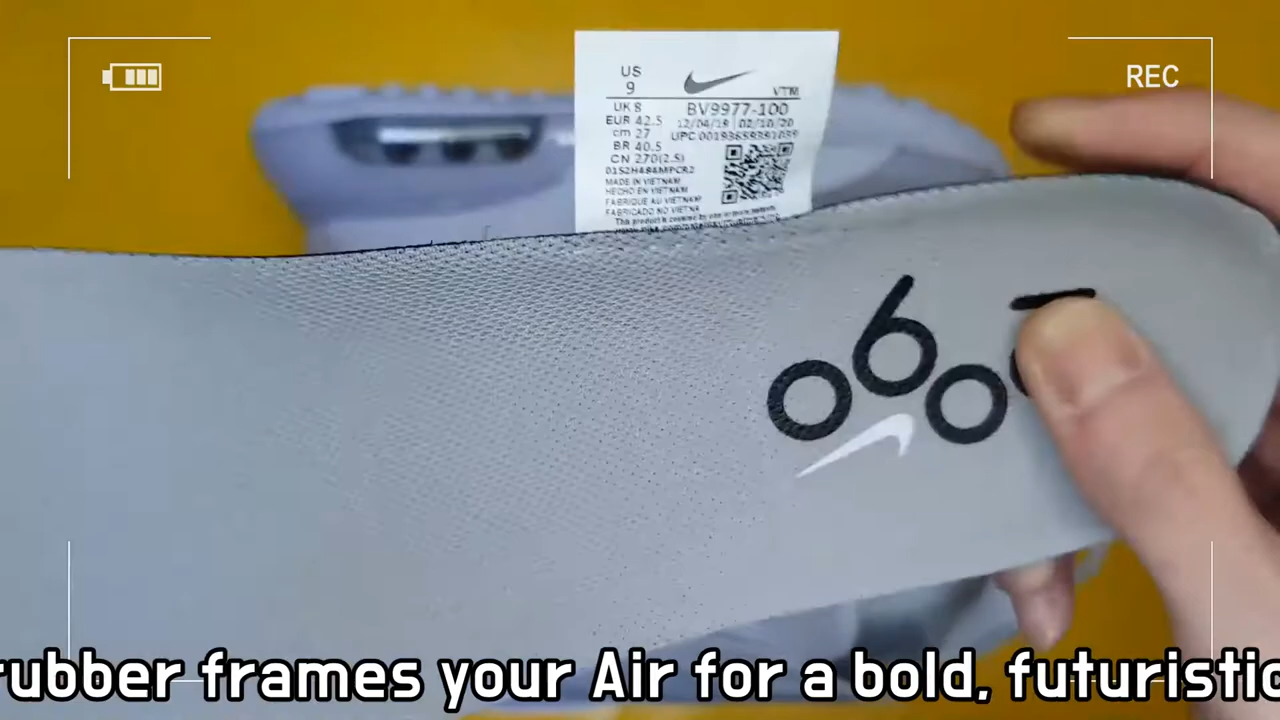 REC
US
9
VTM
UK 8
BV9977-100
EUR 42.5
12/04/19 02/10/20
cm 27
BR 40.5
CN 270(2.5)
MADE IN VIETNAM
HECHO EN VIETNAM
FABRIQUE AU VIETNAM
FABRICADO NO VIETNA
060
rubber frames your Air for a bold, futuristic